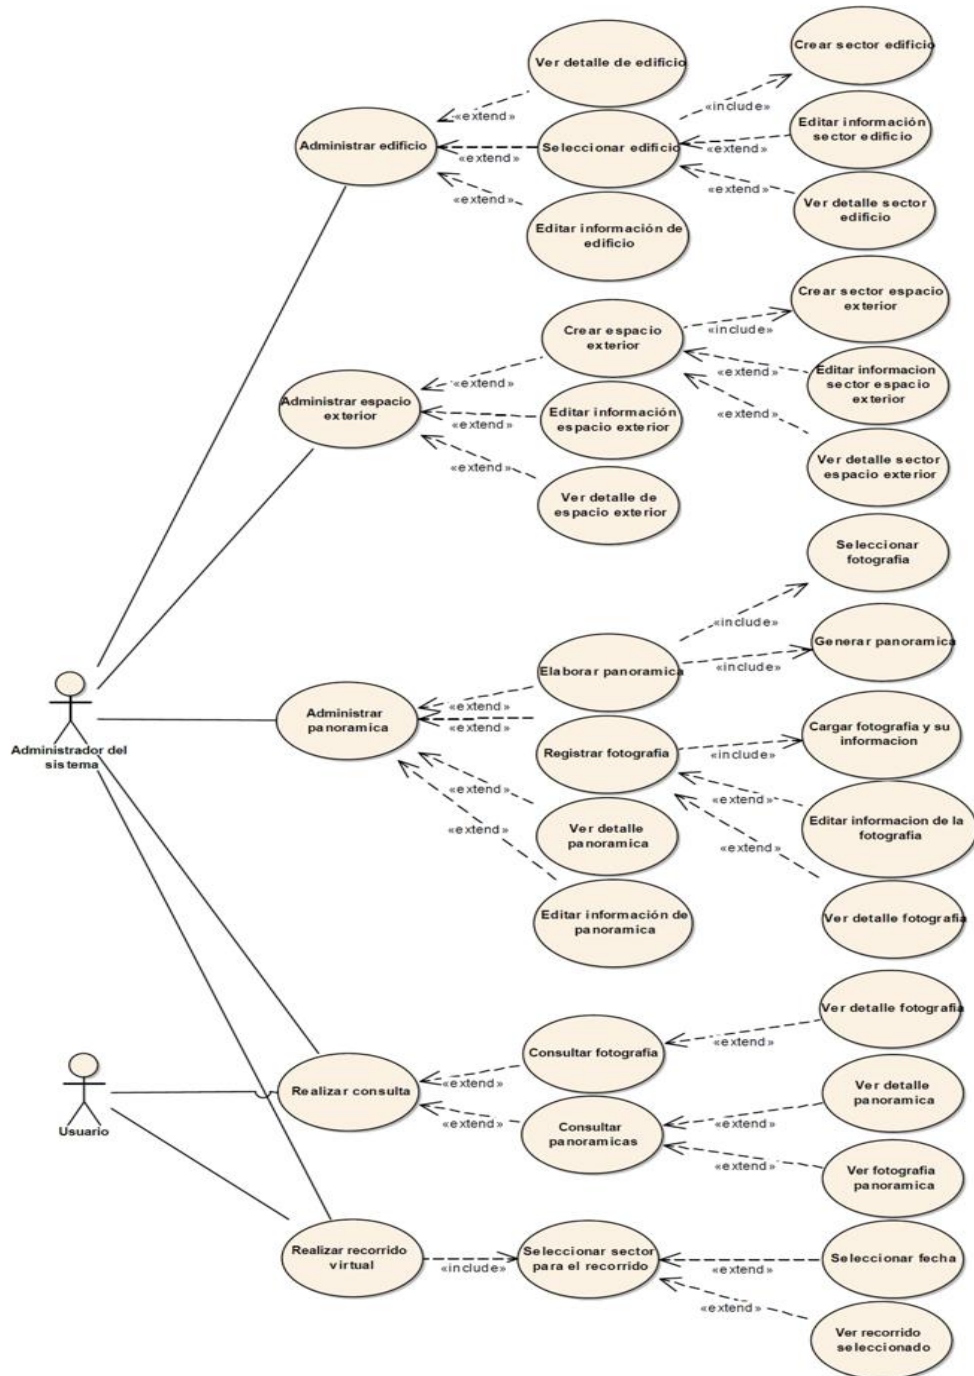 Crear sector edificio
Ver detalle de edificio
«include»
«extend»
Editar información
sector edificio
Administrar edificio
«extend»
Seleccionar edificio
«extend»
«extend»
«extend»
Ver detalle sector
edificio
Editar información de
edificio
Crear sector espacio
exterior
Crear espacio
exterior
«include»
«extend»
Editar informacion
sector espacio
exterior
Administrar espacio
exterior
«extend»
Editar información
espacio exterior
«extend»
«extend»
Ver detalle sector
espacio exterior
Ver detalle de
espacio exterior
Seleccionar
fotografia
«include»
Generar panoramica
Elaborar panoramica
«include»
«extend»
Administrar
panoramica
«extend»
Cargar fotografia y su
informacion
Administrador del
sistema
Registrar fotografia
«include»
«extend»
«extend»
Editar informacion de la
fotografia
«extend»
Ver detalle
panoramica
«extend»
Editar información de
panoramica
Ver detalle fotografia
Ver detalle fotografia
«extend»
Consultar fotografia
«extend»
Realizar consulta
Ver detalle
panoramica
«extend»
«extend»
Usuario
Consultar
panoramicas
«extend»
Ver fotografia
panoramica
Realizar recorrido
virtual
«include»
Seleccionar sector
para el recorrido
«extend»
Seleccionar fecha
«extend»
Ver recorrido
seleccionado